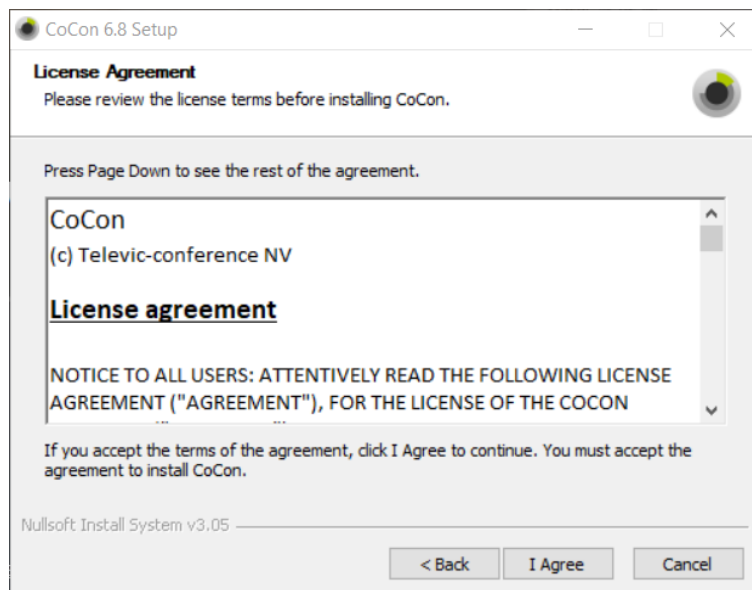 CoCon 6.8 Setup
License Agreement
Please review the license terms before installing CoCon.
Press Page Down to see the rest of the agreement.
CoCon
(c) Televic-conference NV
License agreement
NOTICE TO ALL USERS: ATTENTIVELY READ THE FOLLOWING LICENSE
AGREEMENT ("AGREEMENT"), FOR THE LICENSE OF THE COCON
If you accept the terms of the agreement, click I Agree to continue. You must accept the
agreement to install CoCon.
Nullsoft Install System v3.05
< Back
I Agree
Cancel